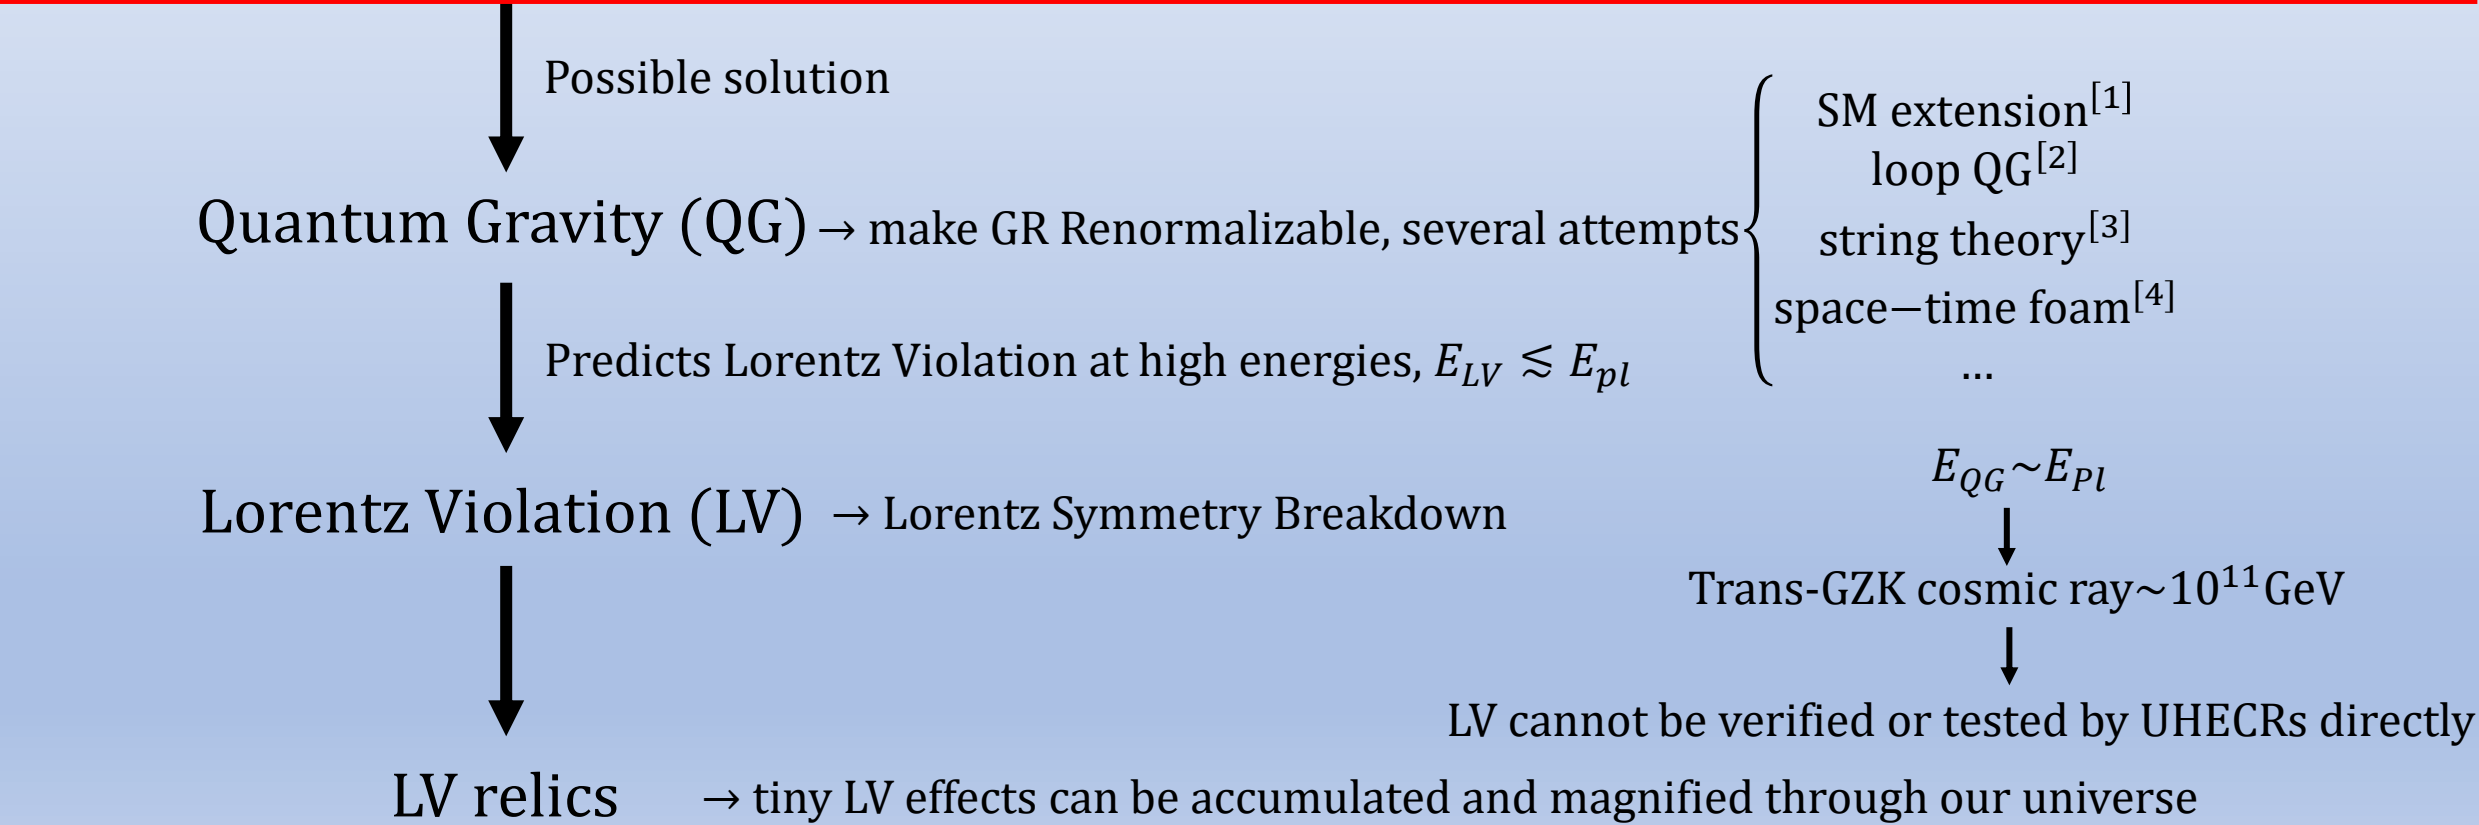 Possible solution
Quantum Gravity (QG) → make GR Renormalizable, several attempts
SM extension[1]
loop QG[2]
string theory[3]
space−time foam[4]
...
Predicts Lorentz Violation at high energies, E_LV ≲ E_pl
Lorentz Violation (LV) → Lorentz Symmetry Breakdown
E_QG~E_Pl
Trans-GZK cosmic ray~10¹¹GeV
LV cannot be verified or tested by UHECRs directly
LV relics → tiny LV effects can be accumulated and magnified through our universe